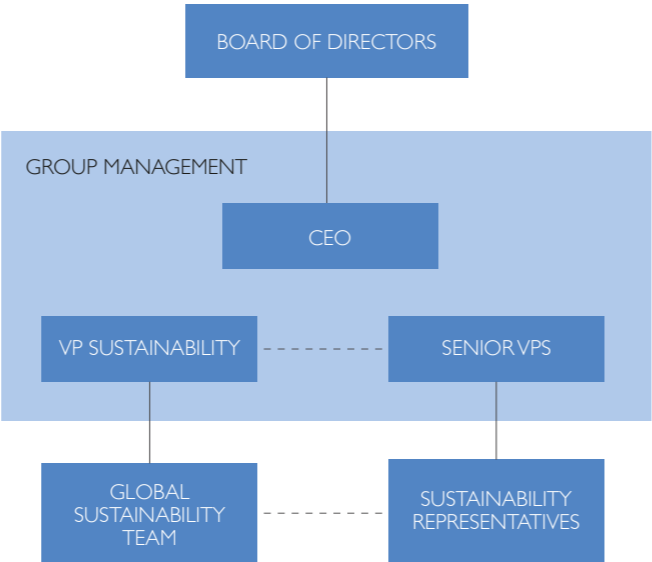 BOARD OF DIRECTORS
GROUP MANAGEMENT
CEO
VP SUSTAINABILITY
SENIOR VPS
GLOBAL
SUSTAINABILITY
TEAM
SUSTAINABILITY
REPRESENTATIVES